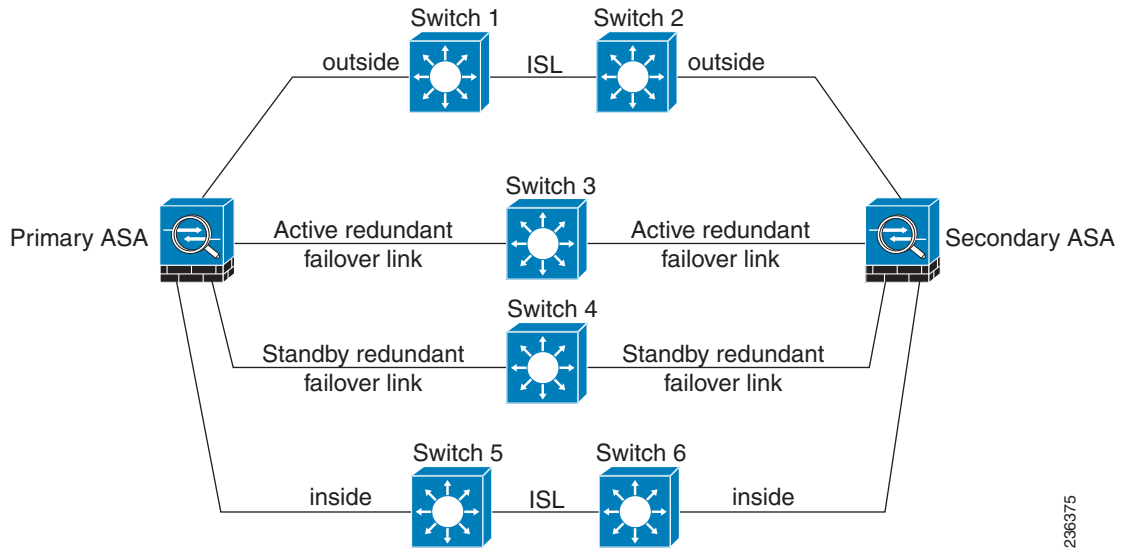 Switch 1
Switch 2
outside
ISL
outside
Switch 3
Primary ASA
Active redundant
failover link
Active redundant
failover link
Secondary ASA
Switch 4
Standby redundant
failover link
Standby redundant
failover link
Switch 5
Switch 6
inside
ISL
inside
236375